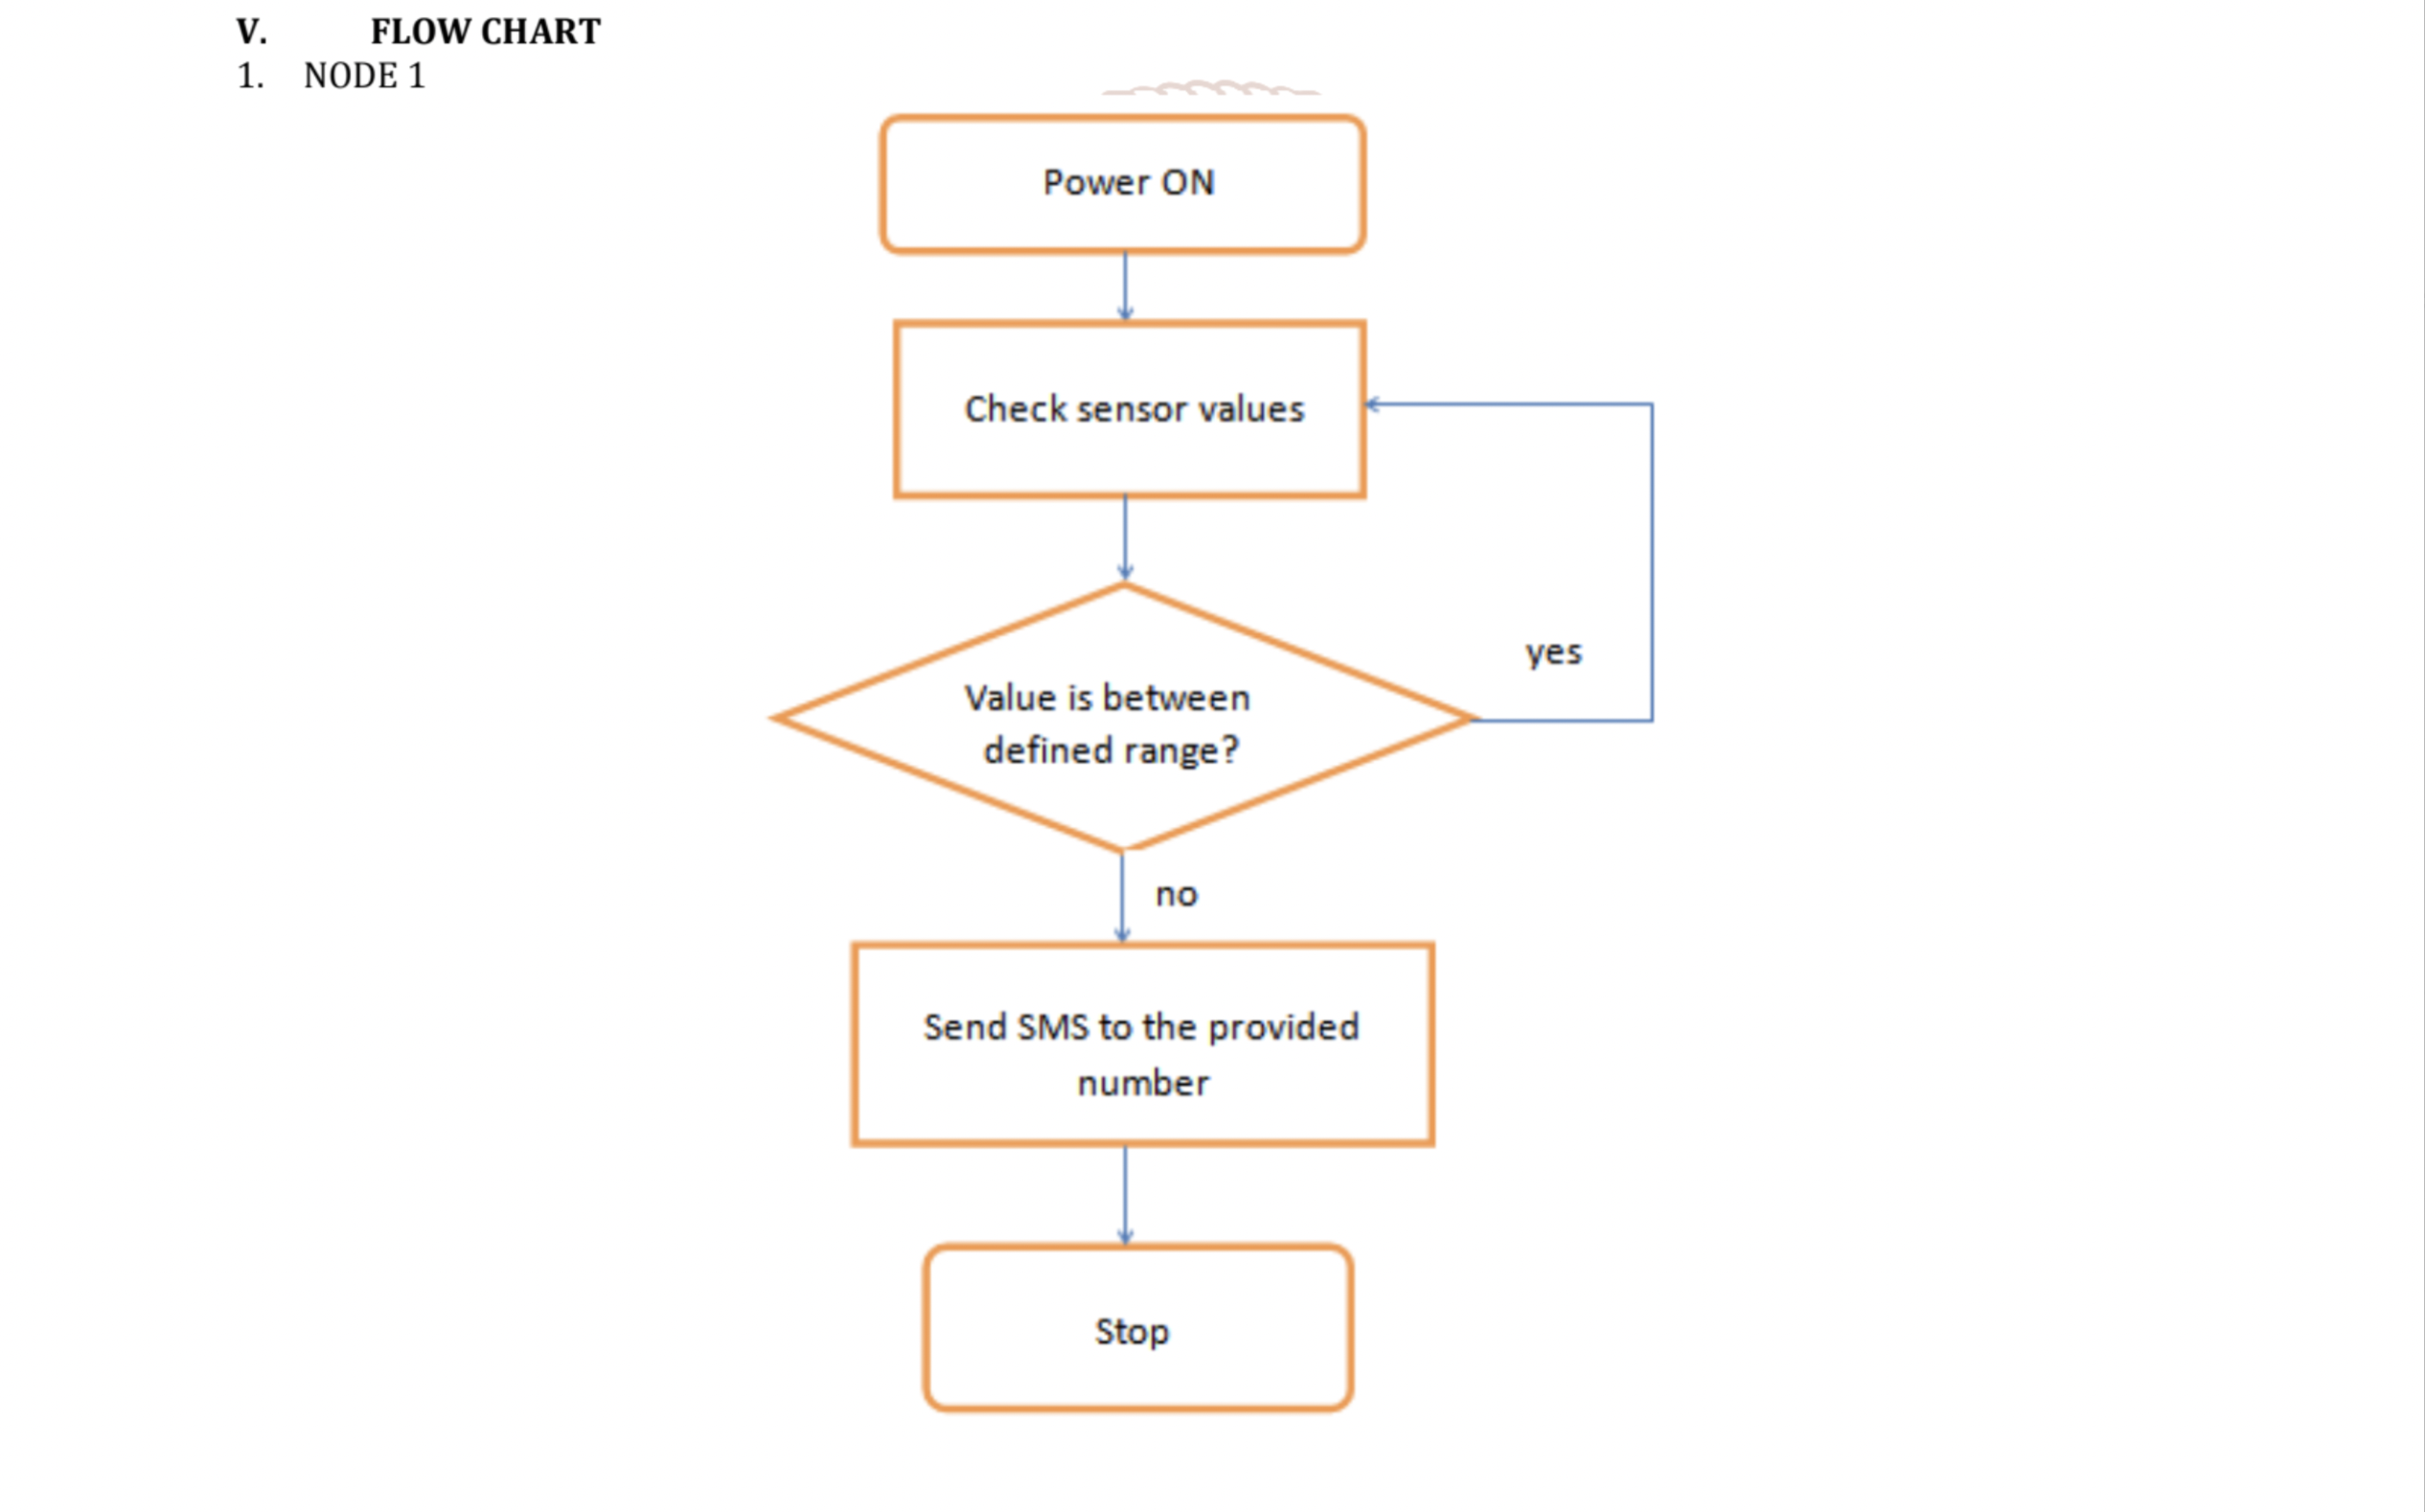 V. FLOW CHART
1. NODE 1
Power ON
Check sensor values
yes
Value is between
defined range?
no
Send SMS to the provided
number
Stop